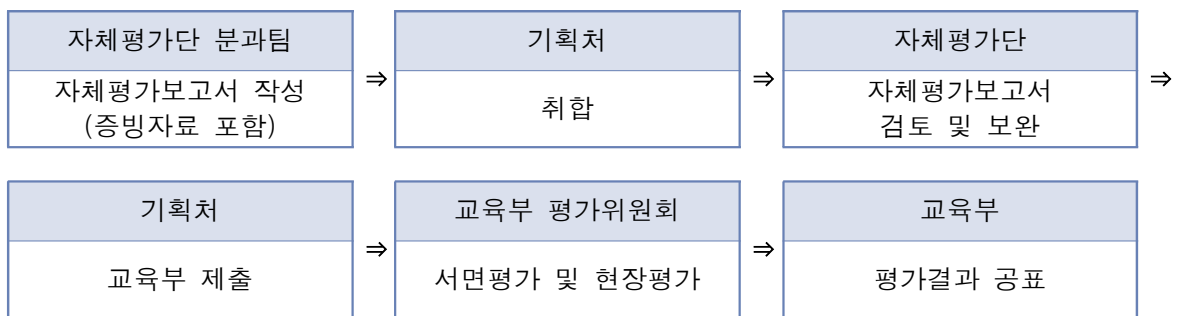 자체평가단 분과팀
자체평가보고서 작성
(증빙자료 포함)
⇒
기획처
취합
⇒
자체평가단
자체평가보고서
검토 및 보완
⇒
기획처
교육부 제출
⇒
교육부 평가위원회
서면평가 및 현장평가
⇒
교육부
평가결과 공표